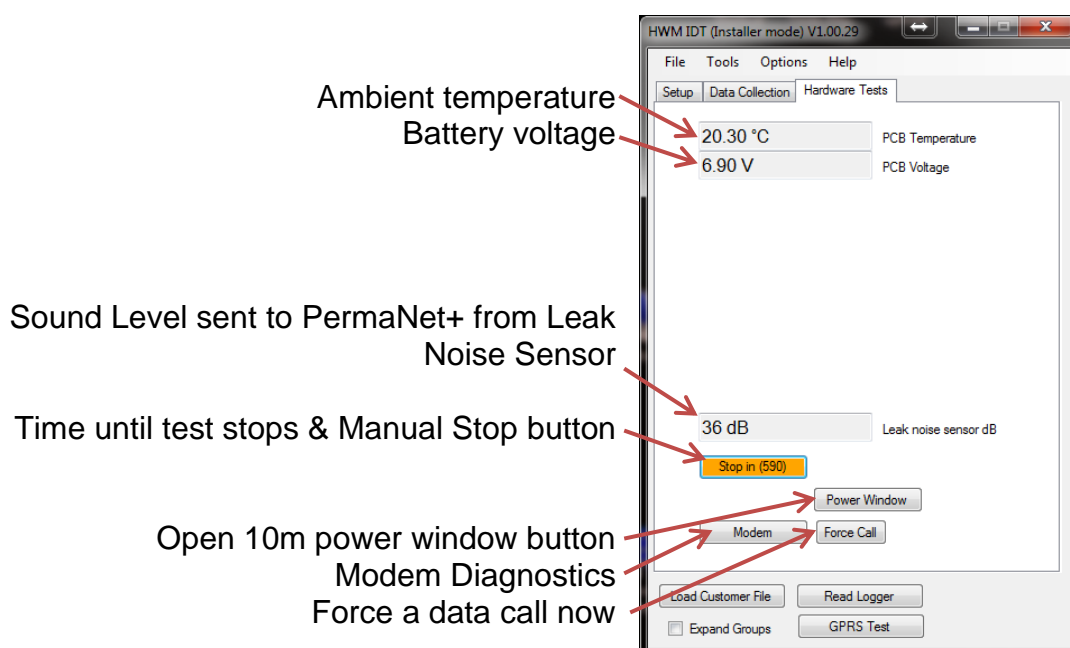 HWM IDT (Installer mode) V1.00.29
File Tools Options Help
Setup Data Collection Hardware Tests
Ambient temperature
20.30 °C PCB Temperature
Battery voltage
6.90 V PCB Voltage
Sound Level sent to PermaNet+ from Leak
Noise Sensor
36 dB Leak noise sensor dB
Time until test stops & Manual Stop button
Stop in (590)
Power Window
Open 10m power window button
Modem Force Call
Modem Diagnostics
Force a data call now
Load Customer File Read Logger
Expand Groups GPRS Test